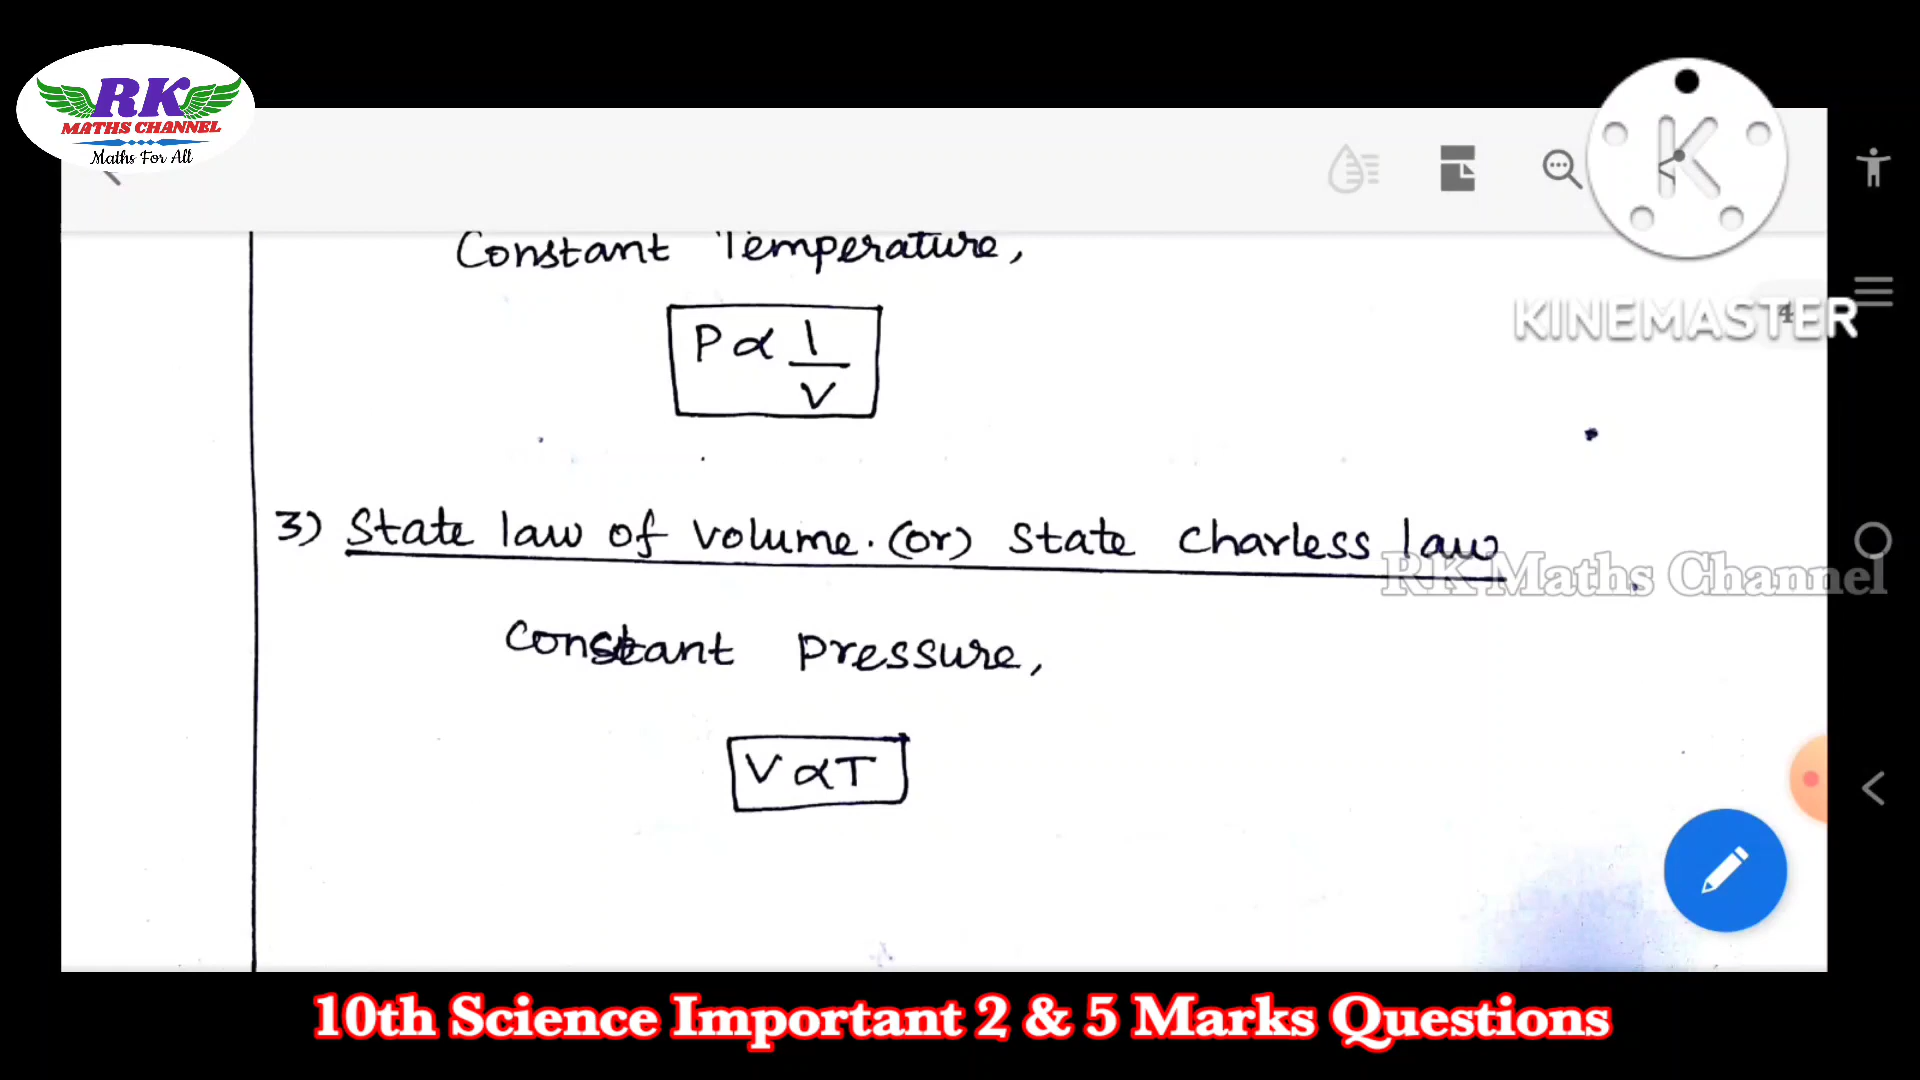 RK
MATHS CHANNEL
Maths For All
K
KINEMASTER
4
Constant Temperature,
P ∝ 1/V
3) State law of volume. (or) State Charless law
RK Maths Channel
Constant Pressure,
V ∝ T
10th Science Important 2 & 5 Marks Questions